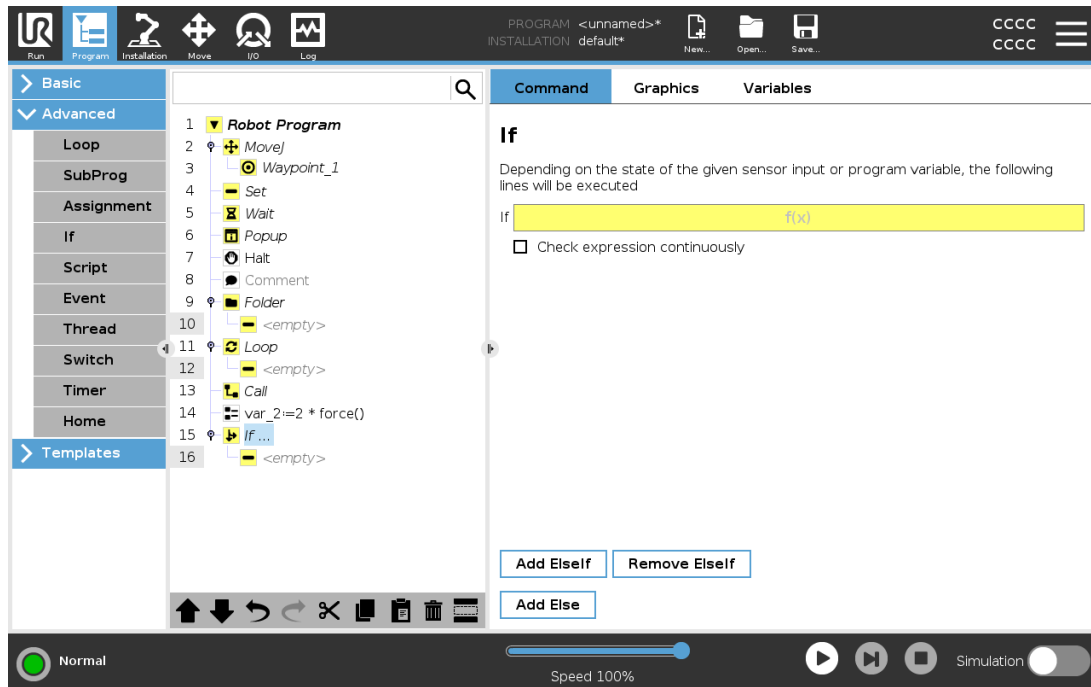 PROGRAM <unnamed>*
INSTALLATION default*
CCCC
CCCC
Run Program Installation Move I/O Log New... Open... Save...
Basic
Advanced
Loop
SubProg
Assignment
If
Script
Event
Thread
Switch
Timer
Home
Templates
1 Robot Program
2 MoveJ
3 Waypoint_1
4 Set
5 Wait
6 Popup
7 Halt
8 Comment
9 Folder
10 <empty>
11 Loop
12 <empty>
13 Call
14 var_2:=2 * force()
15 If ...
16 <empty>
Command Graphics Variables
If
Depending on the state of the given sensor input or program variable, the following
lines will be executed
If f(x)
Check expression continuously
Add ElseIf Remove ElseIf
Add Else
Normal
Speed 100%
Simulation